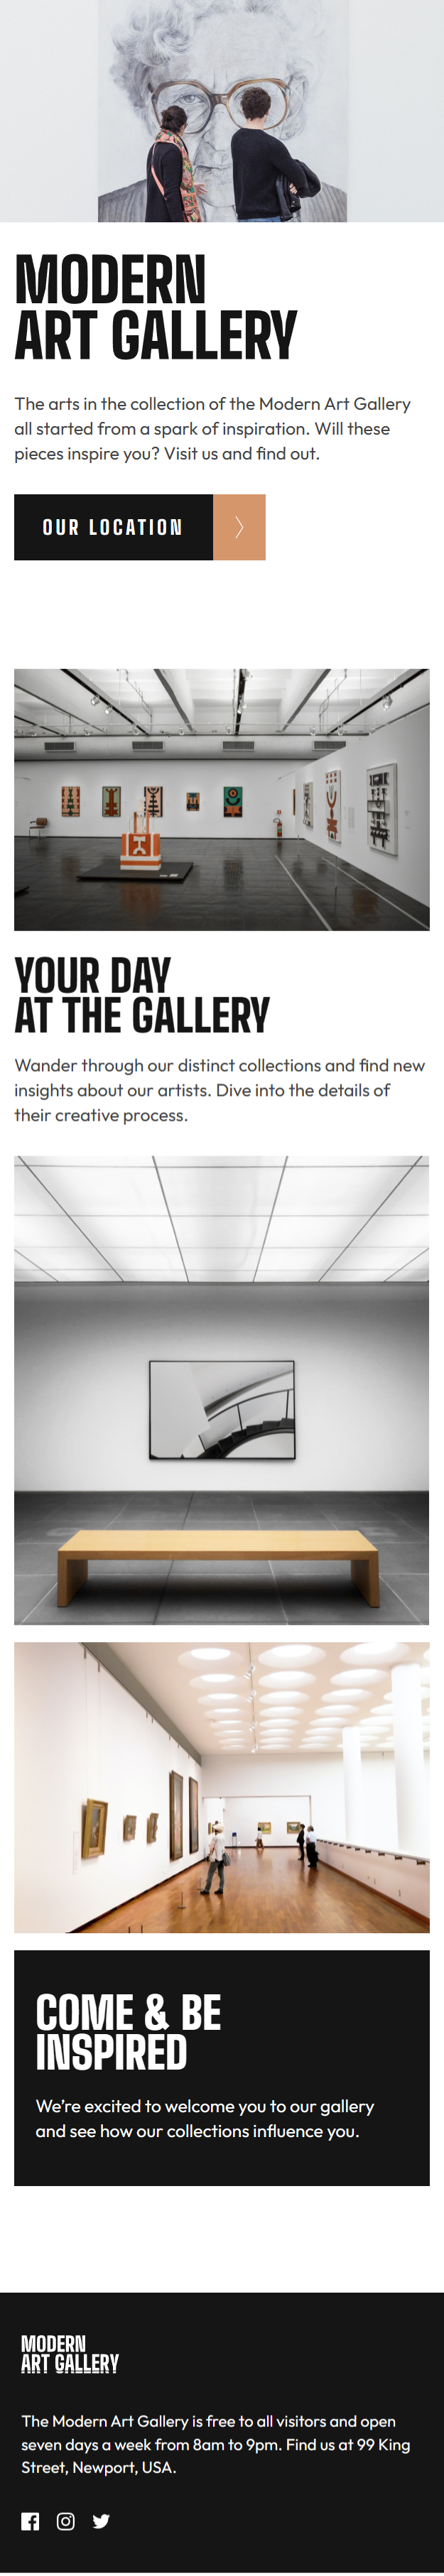 MODERN
ART GALLERY
The arts in the collection of the Modern Art Gallery
all started from a spark of inspiration. Will these
pieces inspire you? Visit us and find out.
OUR LOCATION
YOUR DAY
AT THE GALLERY
Wander through our distinct collections and find new
insights about our artists. Dive into the details of
their creative process.
COME & BE
INSPIRED
We’re excited to welcome you to our gallery
and see how our collections influence you.
MODERN
ART GALLERY
The Modern Art Gallery is free to all visitors and open
seven days a week from 8am to 9pm. Find us at 99 King
Street, Newport, USA.